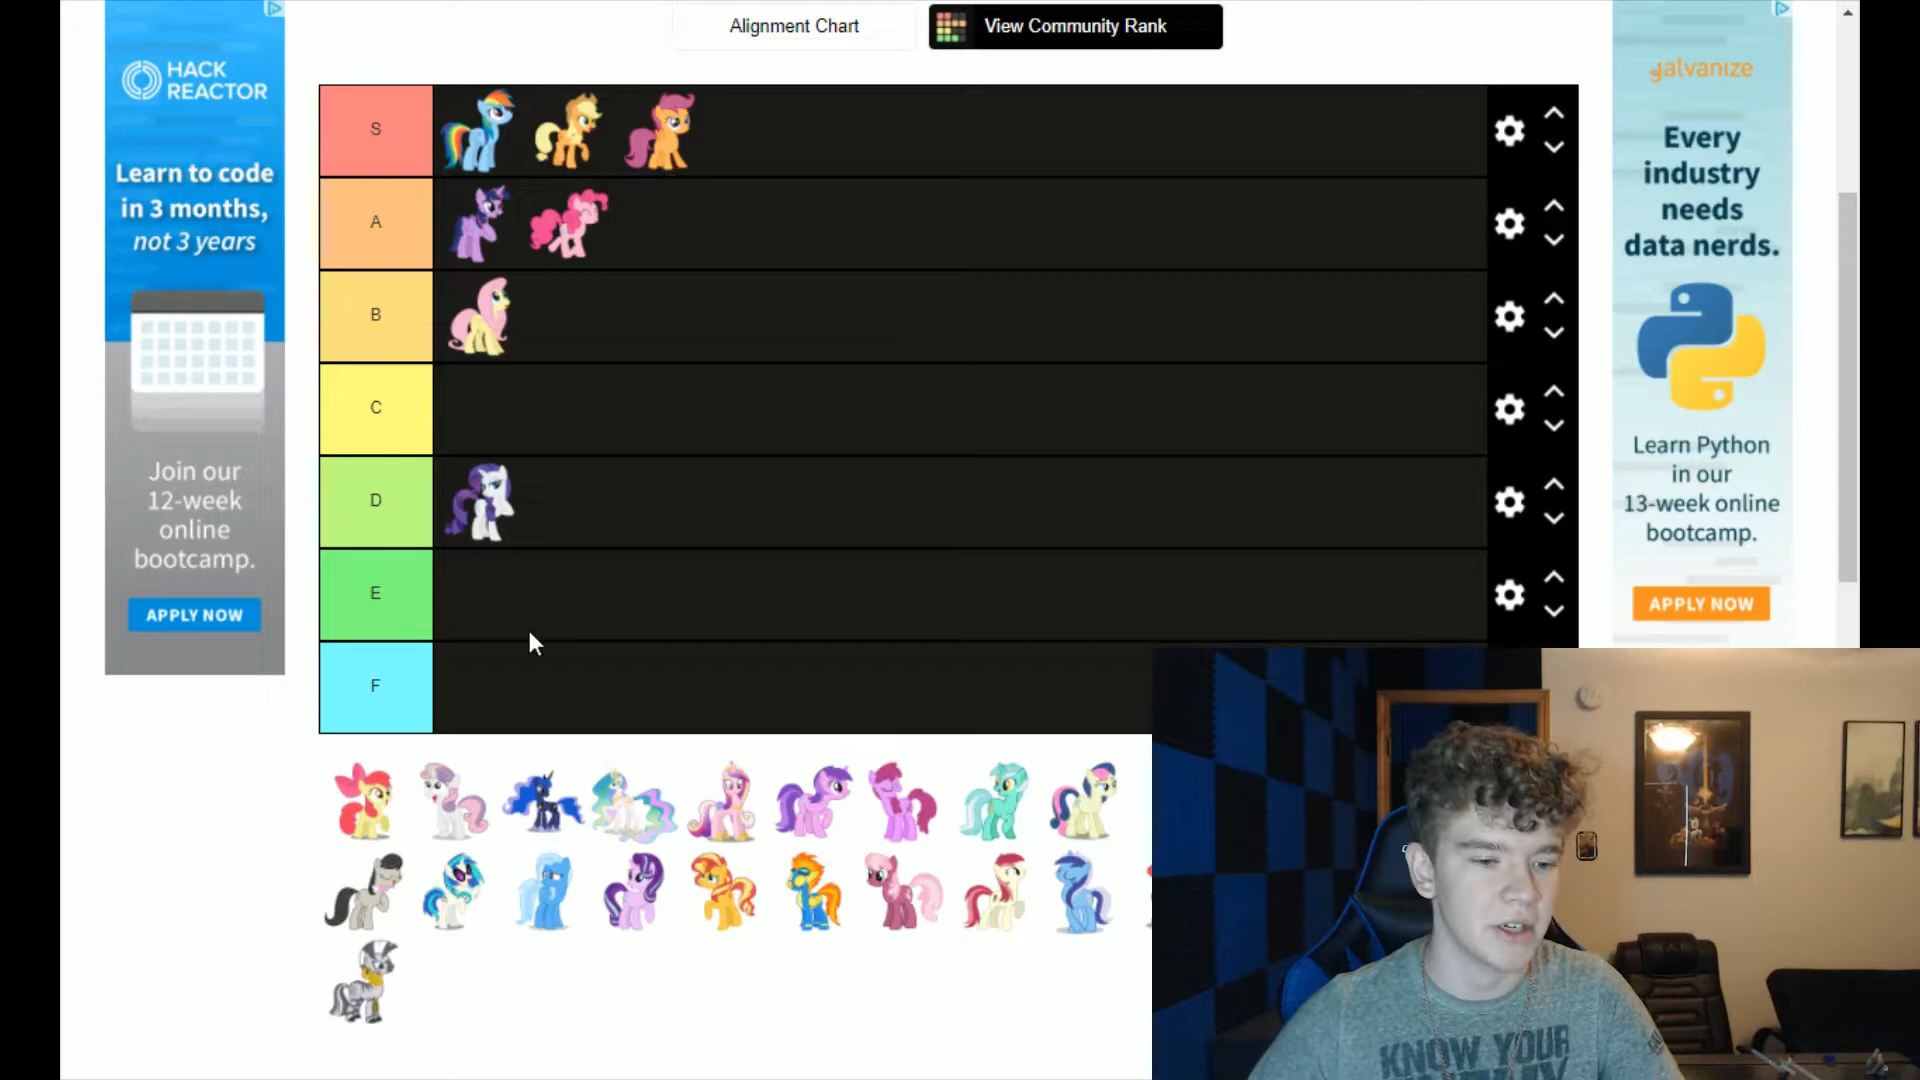 Alignment Chart
View Community Rank
HACK
REACTOR
Learn to code
in 3 months,
not 3 years
Join our
12-week
online
bootcamp.
APPLY NOW
S
A
B
C
D
E
F
galvanize
Every
industry
needs
data nerds.
Learn Python
in our
13-week online
bootcamp.
APPLY NOW
KNOW YOUR